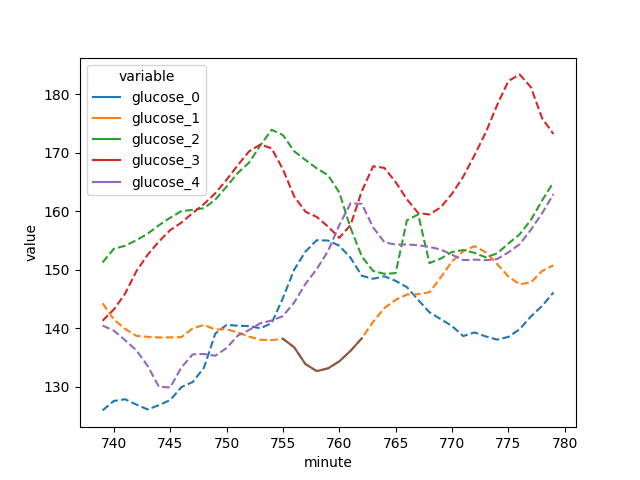 variable
glucose_0
glucose_1
glucose_2
glucose_3
glucose_4
value
180
170
160
150
140
130
740 745 750 755 760 765 770 775 780
minute